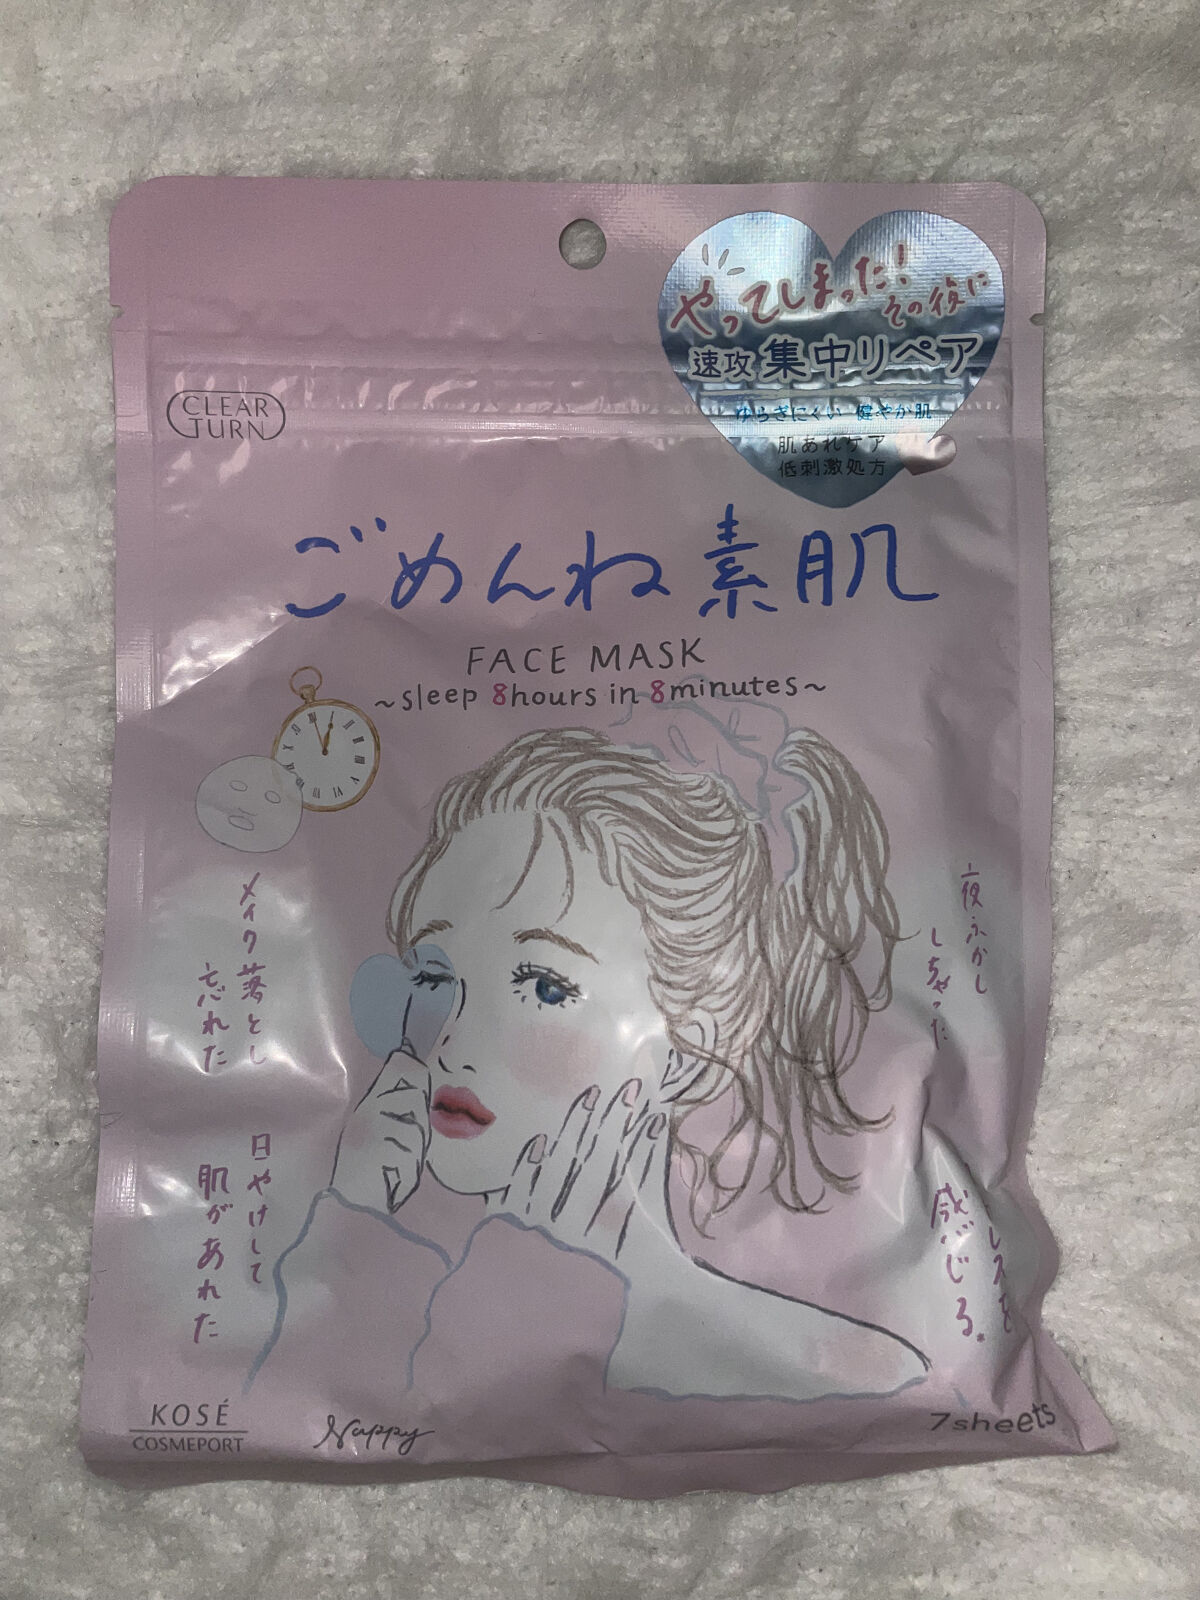 やってしまった!
その後に
速攻 集中リペア
ゆらぎにくい 健やか肌
肌あれケア
低刺激処方
CLEAR
TURN
ごめんね素肌
FACE MASK
~sleep 8hours in 8minutes~
メイク落とし
忘れた
夜ふかし
しちゃった
日やけして
肌があれた
レスを
感じる。
KOSÉ
COSMEPORT
Nappy
7sheets